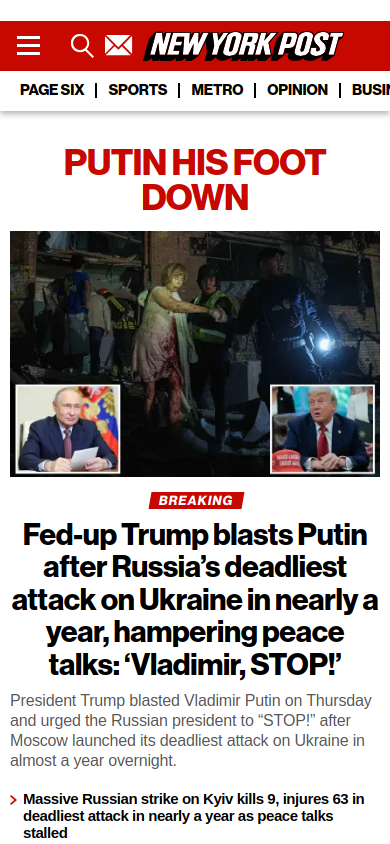 NEW YORK POST
PAGE SIX
SPORTS
METRO
OPINION
BUSIN
PUTIN HIS FOOT
DOWN
BREAKING
Fed-up Trump blasts Putin
after Russia’s deadliest
attack on Ukraine in nearly a
year, hampering peace
talks: ‘Vladimir, STOP!’
President Trump blasted Vladimir Putin on Thursday
and urged the Russian president to “STOP!” after
Moscow launched its deadliest attack on Ukraine in
almost a year overnight.
Massive Russian strike on Kyiv kills 9, injures 63 in
deadliest attack in nearly a year as peace talks
stalled